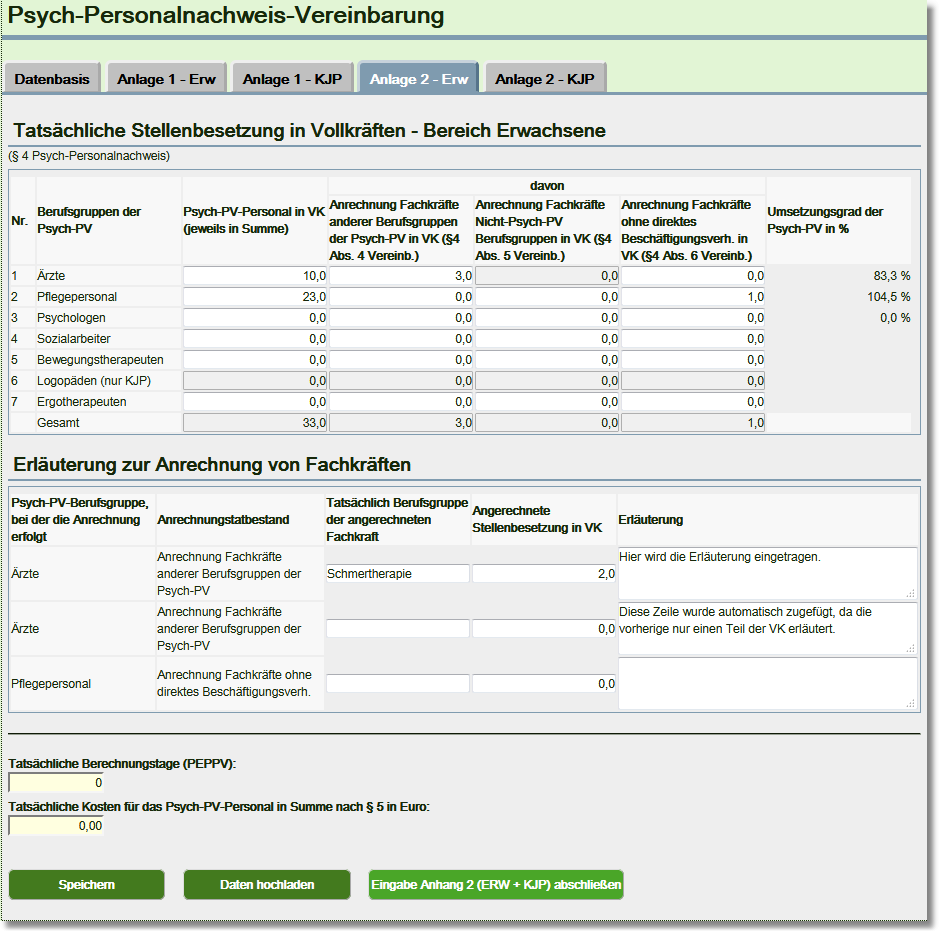 Psych-Personalnachweis-Vereinbarung
Datenbasis Anlage 1 - Erw Anlage 1 - KJP Anlage 2 - Erw Anlage 2 - KJP
Tatsächliche Stellenbesetzung in Vollkräften - Bereich Erwachsene
(§ 4 Psych-Personalnachweis)
davon
Nr.
Berufsgruppen der
Psych-PV
Psych-PV-Personal in VK
(jeweils in Summe)
Anrechnung Fachkräfte
anderer Berufsgruppen
der Psych-PV in VK (§4
Abs. 4 Vereinb.)
Anrechnung Fachkräfte
Nicht-Psych-PV
Berufsgruppen in VK (§4
Abs. 5 Vereinb.)
Anrechnung Fachkräfte
ohne direktes
Beschäftigungsverh. in
VK (§4 Abs. 6 Vereinb.)
Umsetzungsgrad der
Psych-PV in %
1 Ärzte 10,0 3,0 0,0 0,0 83,3 %
2 Pflegepersonal 23,0 0,0 0,0 1,0 104,5 %
3 Psychologen 0,0 0,0 0,0 0,0 0,0 %
4 Sozialarbeiter 0,0 0,0 0,0 0,0
5 Bewegungstherapeuten 0,0 0,0 0,0 0,0
6 Logopäden (nur KJP) 0,0 0,0 0,0 0,0
7 Ergotherapeuten 0,0 0,0 0,0 0,0
Gesamt 33,0 3,0 0,0 1,0
Erläuterung zur Anrechnung von Fachkräften
Psych-PV-Berufsgruppe,
bei der die Anrechnung
erfolgt
Anrechnungstatbestand
Tatsächlich Berufsgruppe
der angerechneten
Fachkraft
Angerechnete
Stellenbesetzung in VK
Erläuterung
Ärzte
Anrechnung Fachkräfte
anderer Berufsgruppen der
Psych-PV
Schmertherapie
2,0
Hier wird die Erläuterung eingetragen.
Ärzte
Anrechnung Fachkräfte
anderer Berufsgruppen der
Psych-PV
0,0
Diese Zeile wurde automatisch zugefügt, da die
vorherige nur einen Teil der VK erläutert.
Pflegepersonal
Anrechnung Fachkräfte ohne
direktes Beschäftigungsverh.
0,0
Tatsächliche Berechnungstage (PEPPV):
0
Tatsächliche Kosten für das Psych-PV-Personal in Summe nach § 5 in Euro:
0,00
Speichern Daten hochladen Eingabe Anhang 2 (ERW + KJP) abschließen